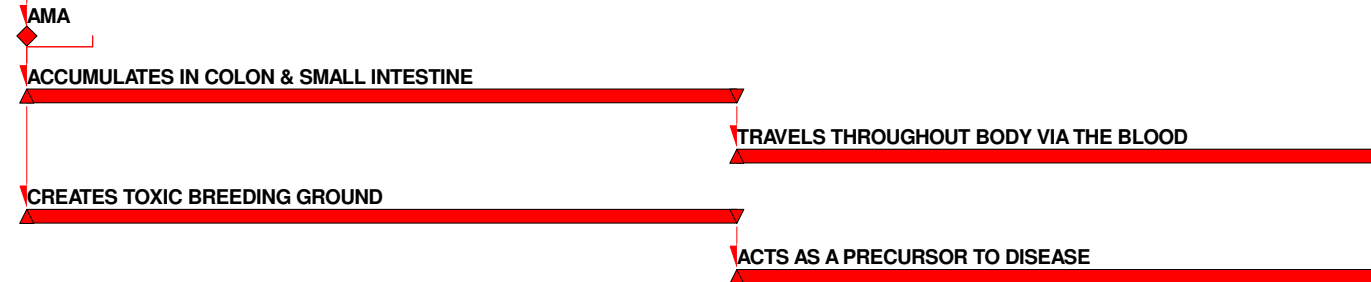 AMA
ACCUMULATES IN COLON & SMALL INTESTINE
TRAVELS THROUGHOUT BODY VIA THE BLOOD
CREATES TOXIC BREEDING GROUND
ACTS AS A PRECURSOR TO DISEASE